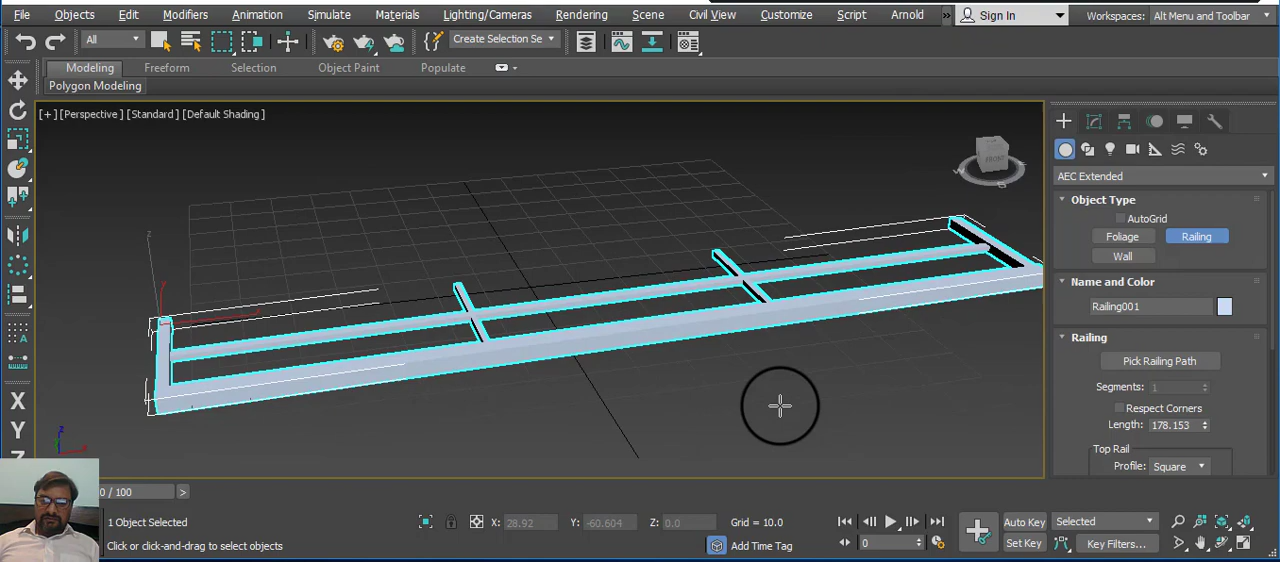 File Objects Edit Modifiers Animation Simulate Materials Lighting/Cameras Rendering Scene Civil View Customize Script Arnold » Sign In Workspaces: Alt Menu and Toolbar
All Create Selection Se
Modeling Freeform Selection Object Paint Populate
Polygon Modeling
[+] [Perspective] [Standard] [Default Shading]
FRONT
AEC Extended
Object Type
AutoGrid
Foliage Railing
Wall
Name and Color
Railing001
Railing
Pick Railing Path
Segments: 1
Respect Corners
Length: 178.153
Top Rail
Profile: Square
X
Y
z
0 / 100 >
1 Object Selected X: 28.92 Y: -60.604 Z: 0.0 Grid = 10.0 Auto Key Selected
Click or click-and-drag to select objects Add Time Tag 0 Set Key Key Filters...